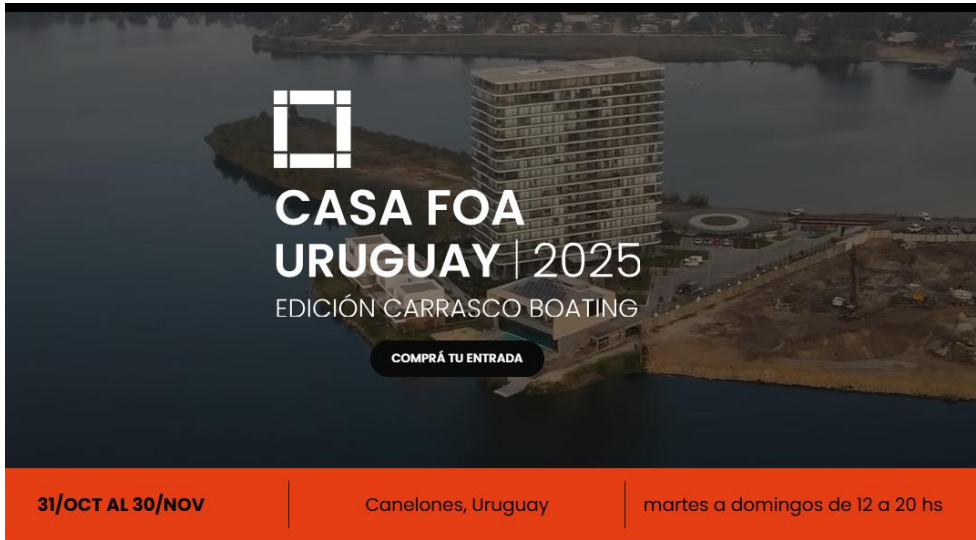 CASA FOA
URUGUAY | 2025
EDICIÓN CARRASCO BOATING
COMPRÁ TU ENTRADA
31/OCT AL 30/NOV
Canelones, Uruguay
martes a domingos de 12 a 20 hs